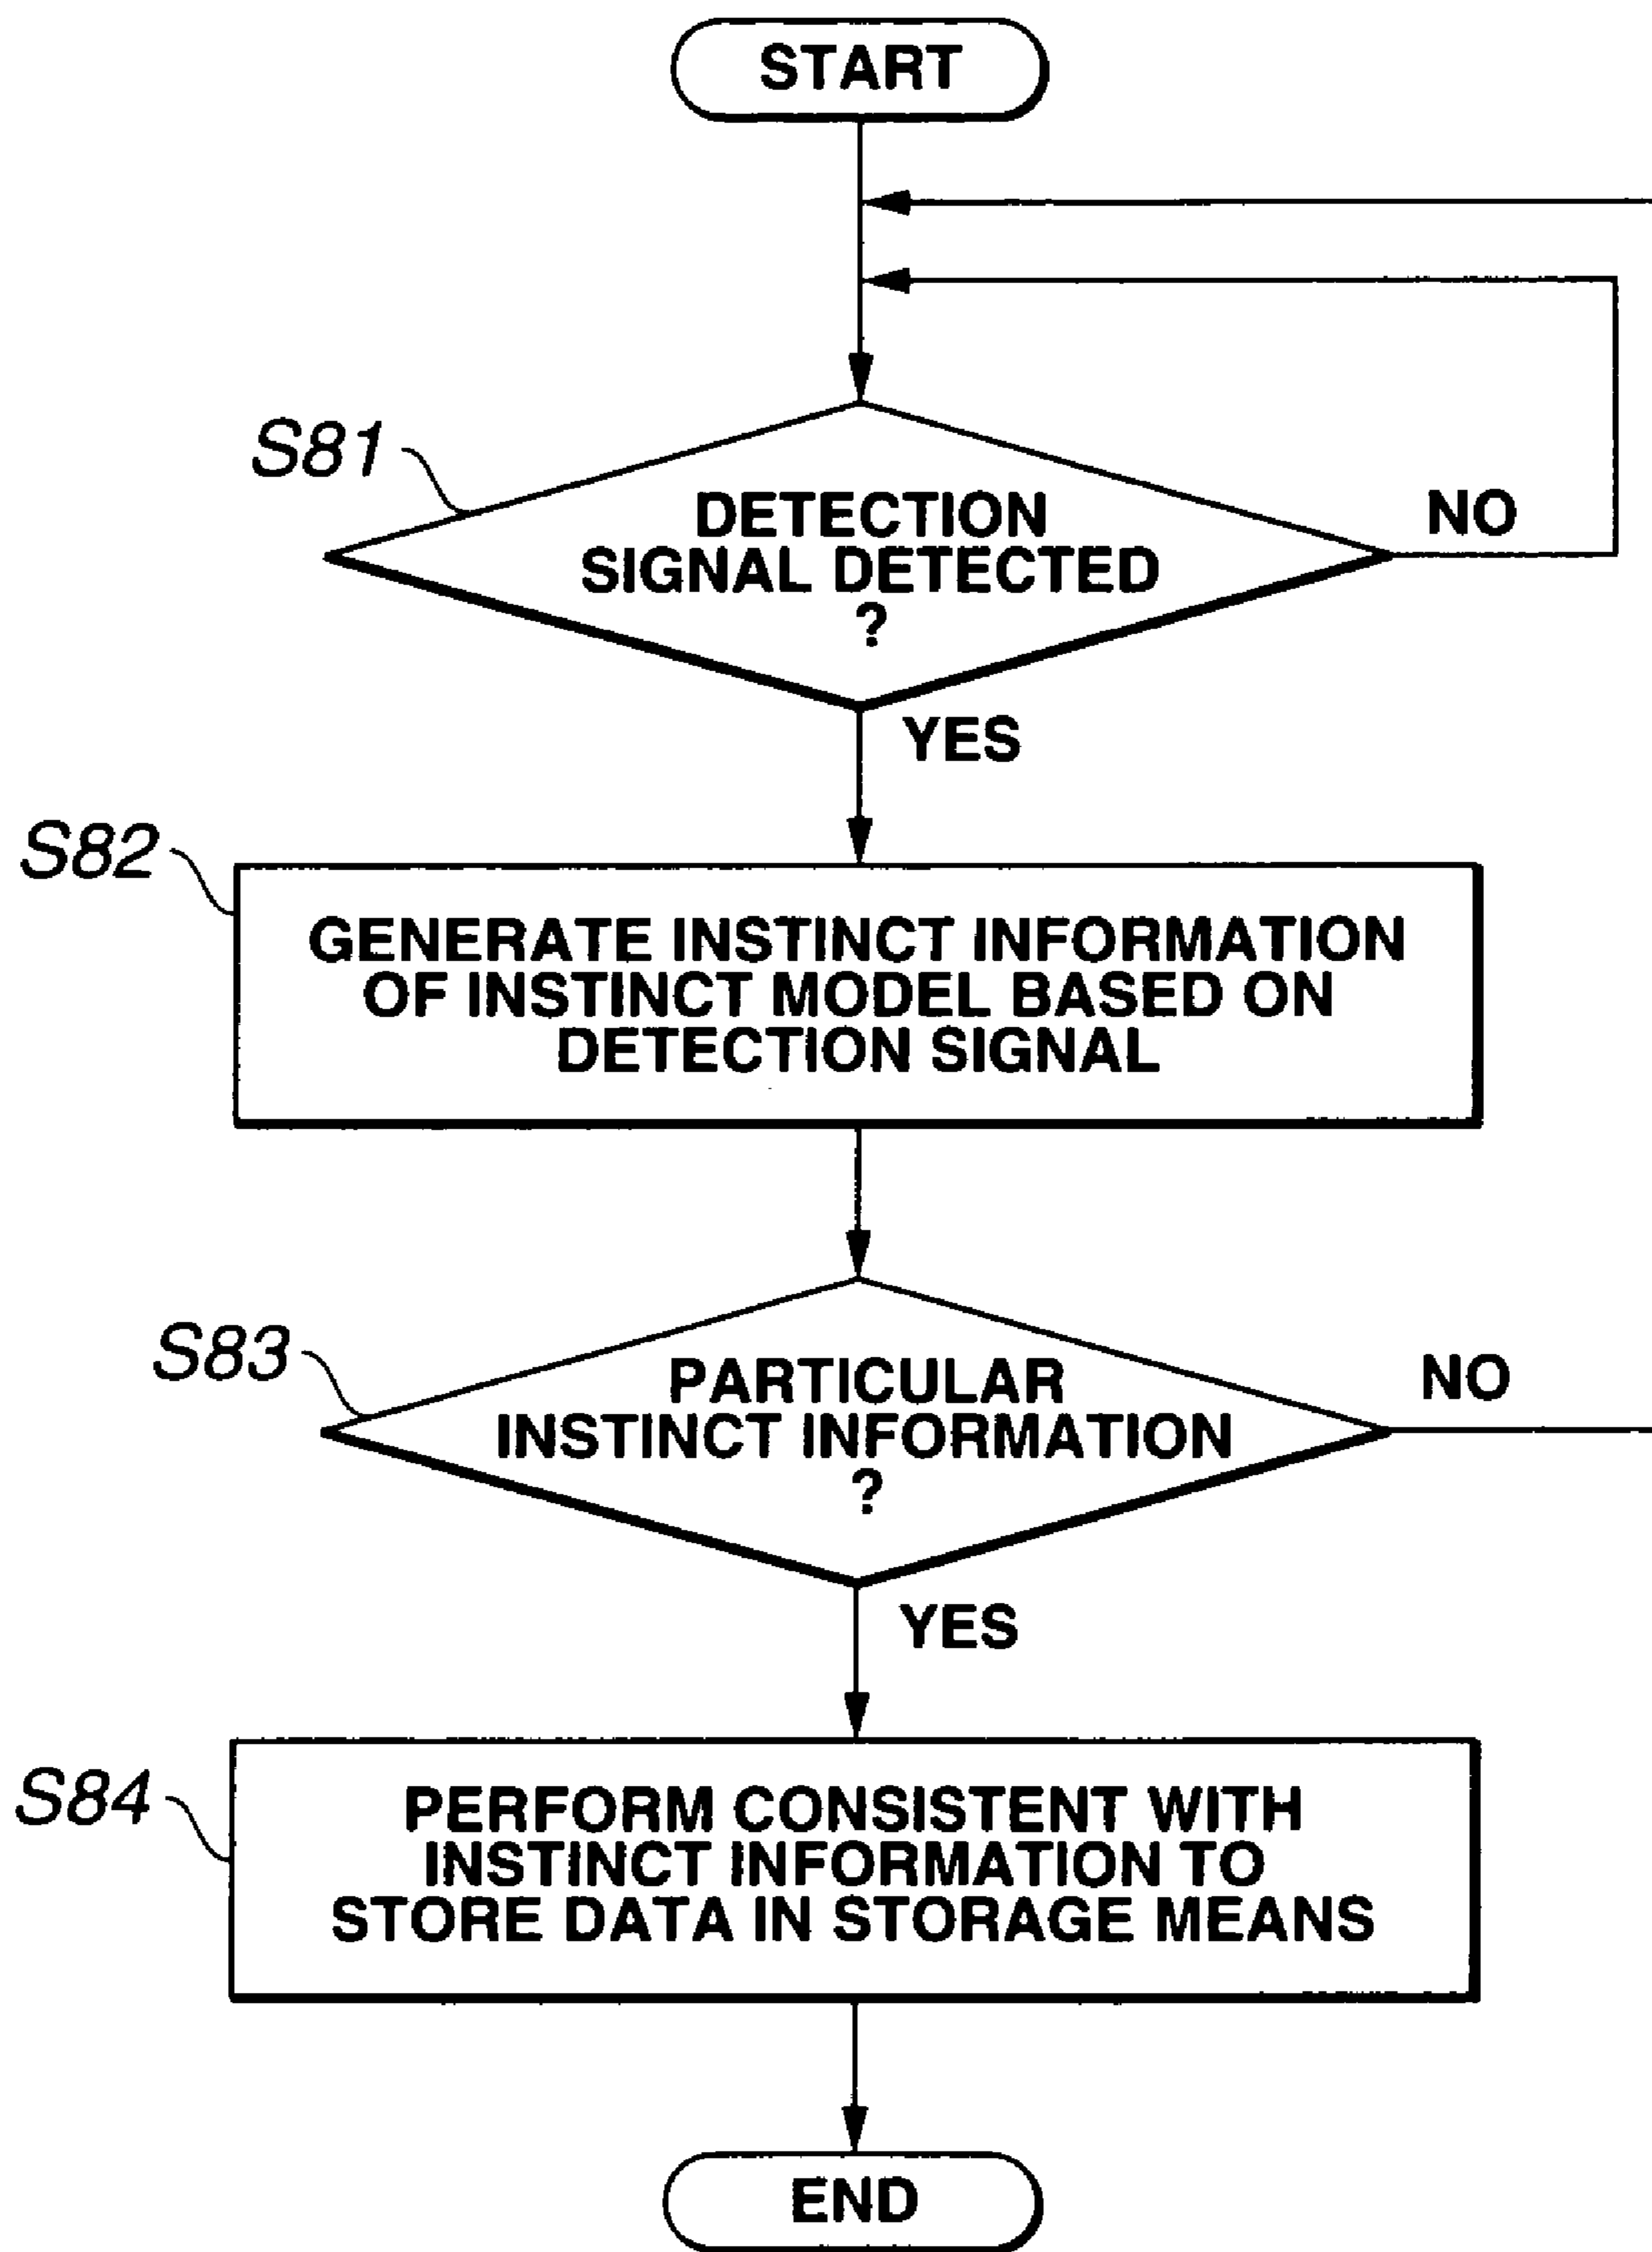 START
S81
DETECTION
SIGNAL DETECTED
?
NO
YES
S82
GENERATE INSTINCT INFORMATION
OF INSTINCT MODEL BASED ON
DETECTION SIGNAL
S83
PARTICULAR
INSTINCT INFORMATION
?
NO
YES
S84
PERFORM CONSISTENT WITH
INSTINCT INFORMATION TO
STORE DATA IN STORAGE MEANS
END